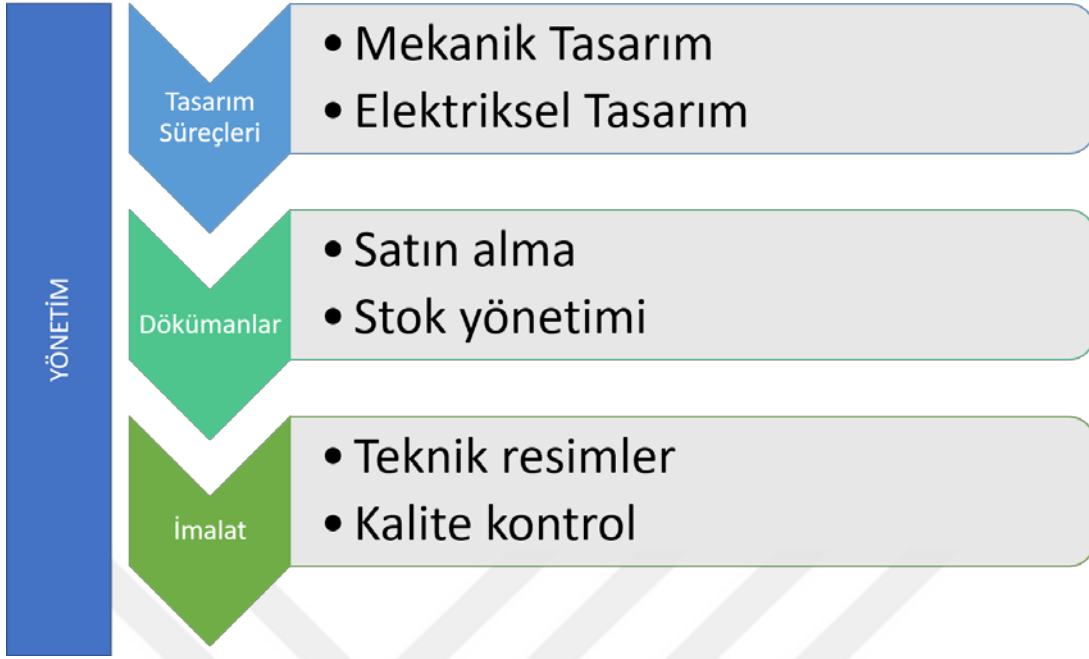 YÖNETİM
Tasarım
Süreçleri
• Mekanik Tasarım
• Elektriksel Tasarım
Dökümanlar
• Satın alma
• Stok yönetimi
İmalat
• Teknik resimler
• Kalite kontrol